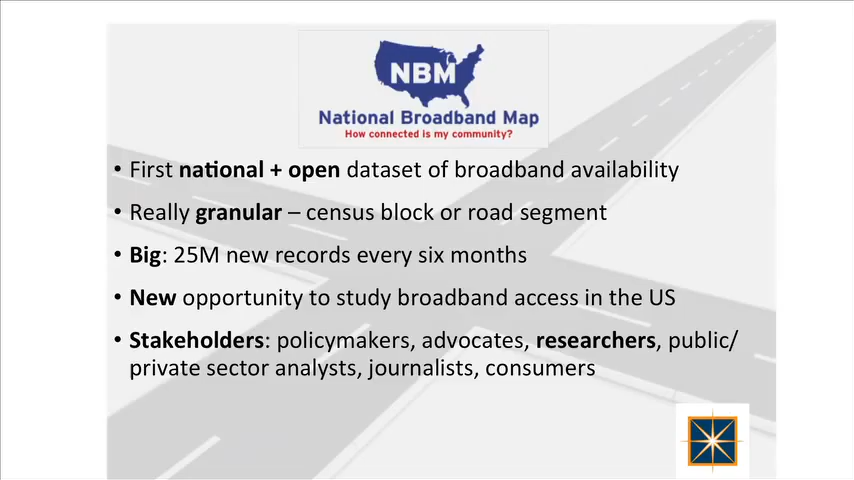 NBM
National Broadband Map
How connected is my community?
• First national + open dataset of broadband availability
• Really granular – census block or road segment
• Big: 25M new records every six months
• New opportunity to study broadband access in the US
• Stakeholders: policymakers, advocates, researchers, public/
private sector analysts, journalists, consumers